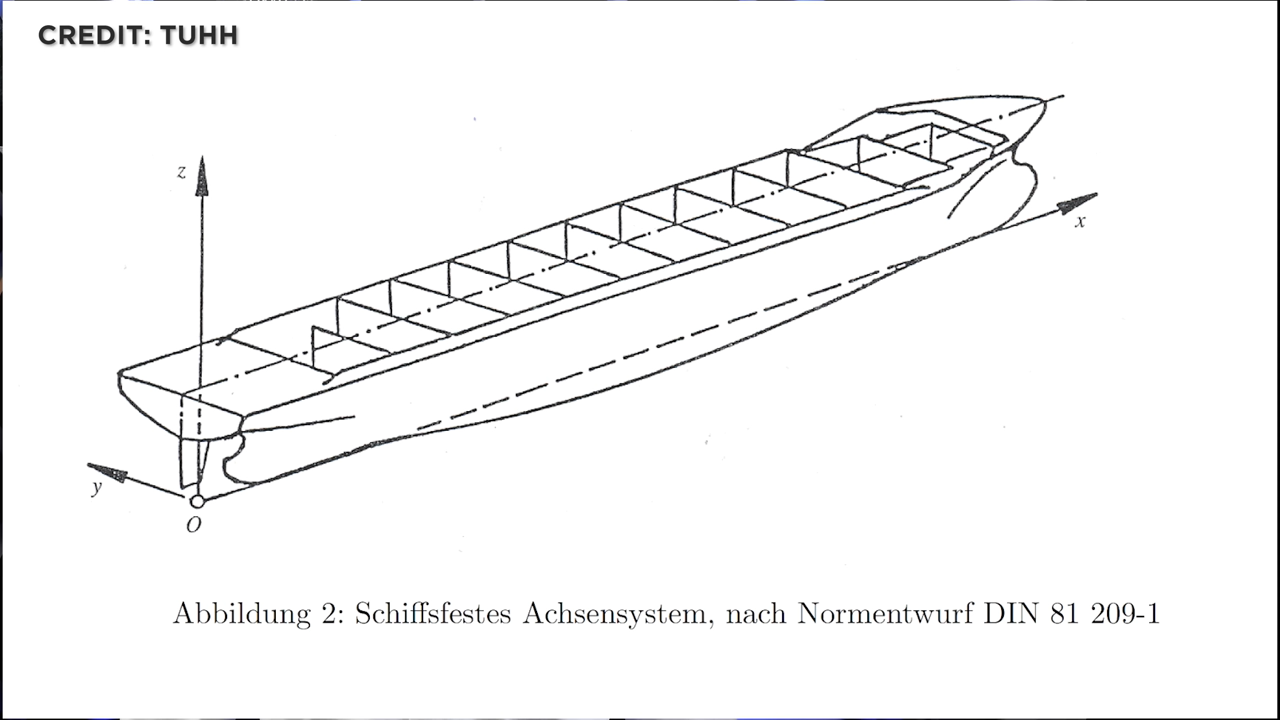 CREDIT: TUHH
z
x
y
O
Abbildung 2: Schiffsfestes Achsensystem, nach Normentwurf DIN 81 209-1